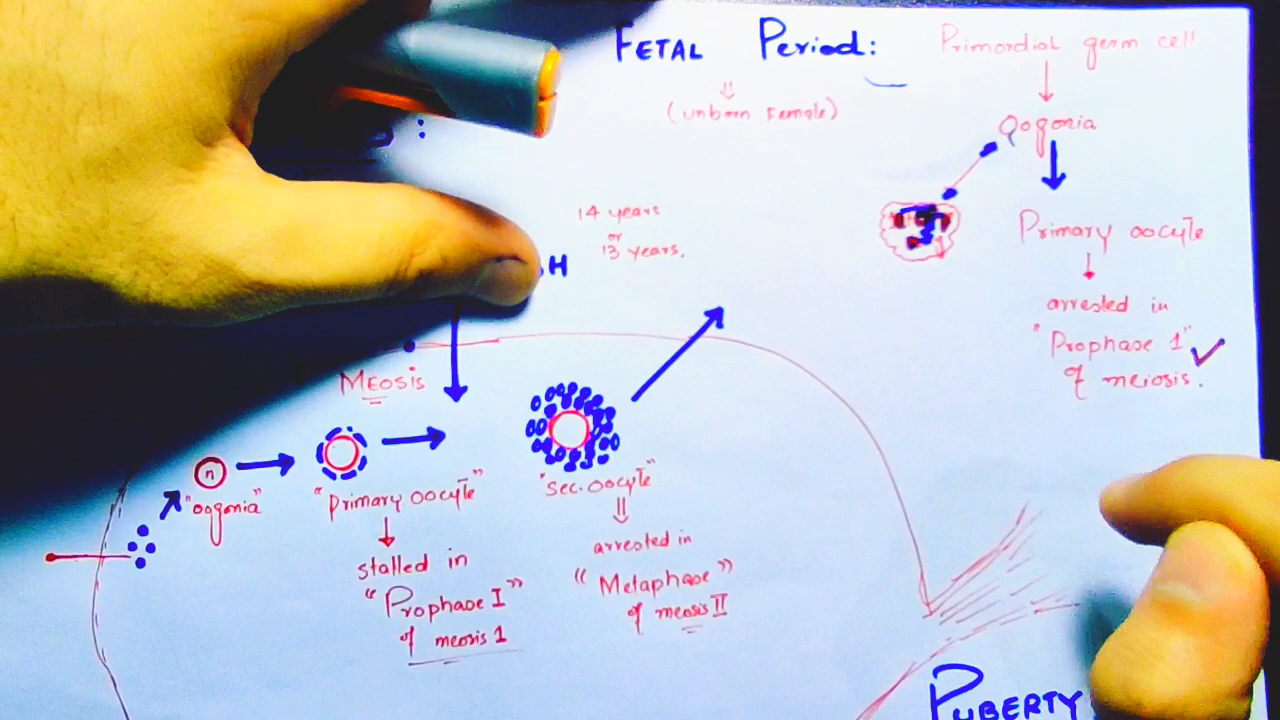 FETAL Period:
(unborn Female)
Primordial germ cell
Oogonia
Primary oocyte
arrested in
"Prophase 1"
of meiosis.
14 years
or
13 years.
H
MEOSIS
n
"oogonia"
"Primary oocyte"
stalled in
"Prophase I"
of meosis 1
"sec. oocyte"
arrested in
"Metaphase"
of meosis II
PUBERTY